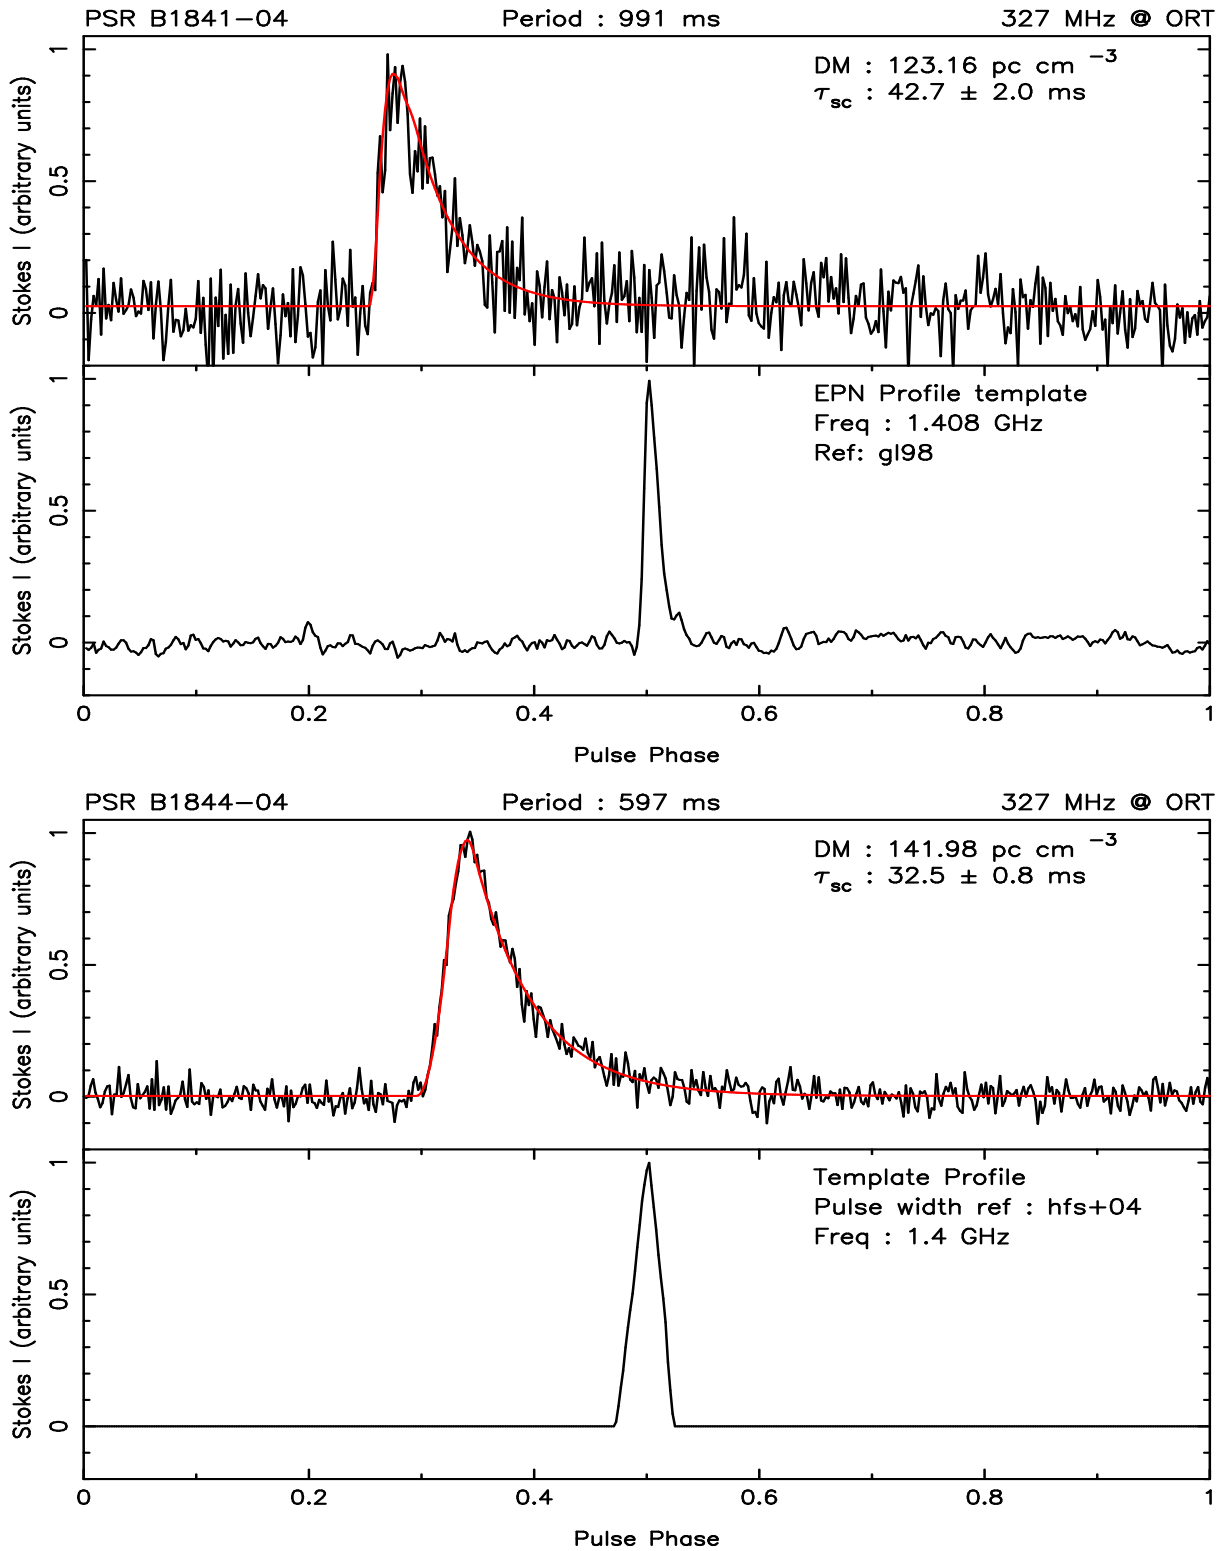 PSR B1841−04 Period : 991 ms 327 MHz @ ORT
DM : 123.16 pc cm −3
τsc : 42.7 ± 2.0 ms
Stokes I (arbitrary units)
1
0.5
0
EPN Profile template
Freq : 1.408 GHz
Ref: gl98
Stokes I (arbitrary units)
1
0.5
0
0 0.2 0.4 0.6 0.8 1
Pulse Phase
PSR B1844−04 Period : 597 ms 327 MHz @ ORT
DM : 141.98 pc cm −3
τsc : 32.5 ± 0.8 ms
Stokes I (arbitrary units)
1
0.5
0
Template Profile
Pulse width ref : hfs+04
Freq : 1.4 GHz
Stokes I (arbitrary units)
1
0.5
0
0 0.2 0.4 0.6 0.8 1
Pulse Phase